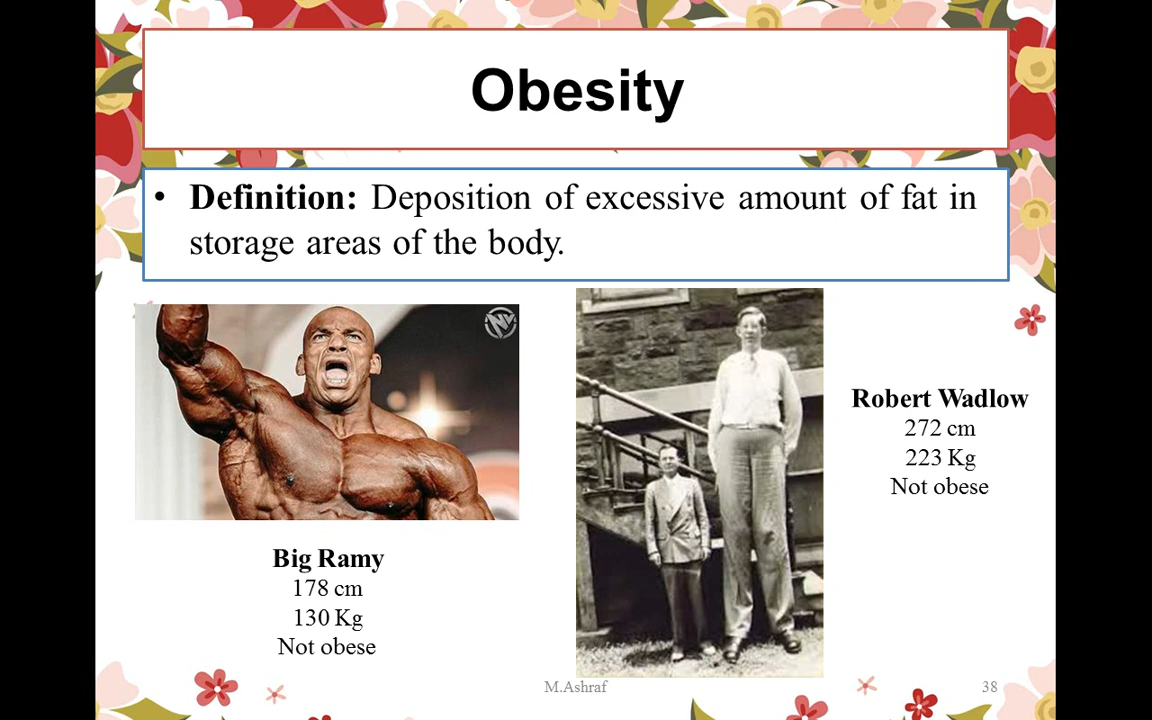 Obesity
• Definition: Deposition of excessive amount of fat in
storage areas of the body.
Robert Wadlow
272 cm
223 Kg
Not obese
Big Ramy
178 cm
130 Kg
Not obese
M.Ashraf
38